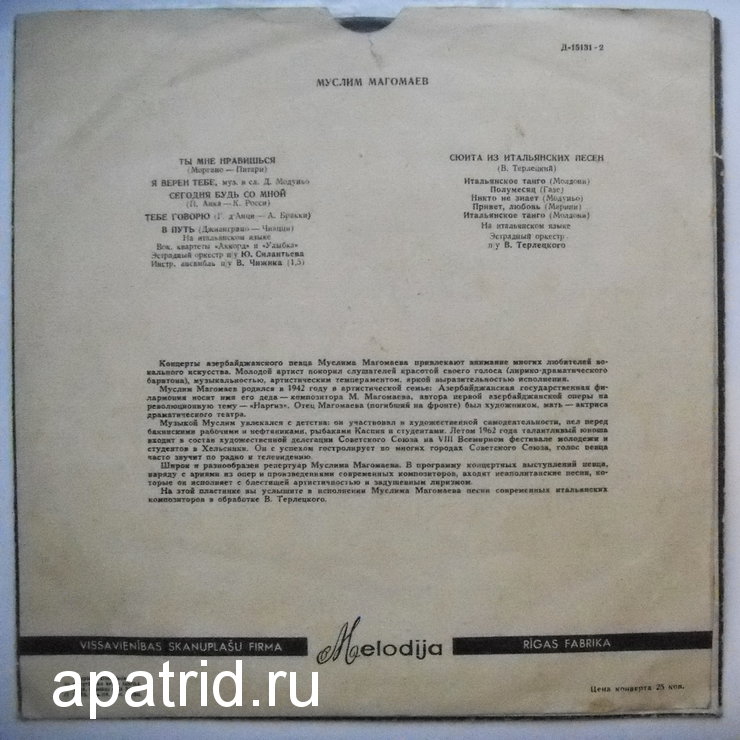 Д-15131-2
МУСЛИМ МАГОМАЕВ
ТЫ МНЕ НРАВИШЬСЯ
(Моргано — Питари)
Я ВЕРЕН ТЕБЕ, муз. и сл. Д. Модуньо
СЕГОДНЯ БУДЬ СО МНОЙ
(П. Анка — К. Росси)
ТЕБЕ ГОВОРЮ (Г. д'Анци — А. Бракки)
В ПУТЬ
На итальянском языке
Вок. квартеты «Аккорд» и «Улыбка»
Эстрадный оркестр п/у Ю. Силантьева
Инстр. ансамбль п/у В. Чижика (1,5)
СЮИТА ИЗ ИТАЛЬЯНСКИХ ПЕСЕН
(В. Терлецкий)
Итальянское танго (Молдони)
Полумесяц (Газе)
Никто не знает (Модуньо)
Привет, любовь (Марини)
Итальянское танго (Молдони)
На итальянском языке
Эстрадный оркестр
п/у В. Терлецкого
Концерты азербайджанского певца Муслима Магомаева привлекают внимание многих любителей во-
кального искусства. Молодой артист покорил слушателей красотой своего голоса (лирико-драматического
баритона), музыкальностью, артистическим темпераментом, яркой выразительностью исполнения.
Муслим Магомаев родился в 1942 году в артистической семье: Азербайджанская государственная фи-
лармония носит имя его деда — композитора М. Магомаева, автора первой азербайджанской оперы на
революционную тему — «Наргиз». Отец Магомаева (погибший на фронте) был художником, мать — актриса
драматического театра.
Музыкой Муслим увлекался с детства: он участвовал в художественной самодеятельности, пел перед
бакинскими рабочими и нефтяниками, рыбаками Каспия и студентами. Летом 1962 года талантливый юноша
входит в состав художественной делегации Советского Союза на VIII Всемирном фестивале молодежи и
студентов в Хельсинки. Он с успехом гастролирует во многих городах Советского Союза, голос певца
часто звучит по радио и телевидению.
Широк и разнообразен репертуар Муслима Магомаева. В программу концертных выступлений певца,
наряду с ариями из опер и произведениями современных композиторов, входят неаполитанские песни, ко-
торые он исполняет с блестящей артистичностью и задушевным лиризмом.
На этой пластинке вы услышите в исполнении Муслима Магомаева песни современных итальянских
композиторов в обработке В. Терлецкого.
VISSAVIENĪBAS SKAŅUPLAŠU FIRMA
Melodija
RĪGAS FABRIKA
Цена конверта 25 коп.
apatrid.ru